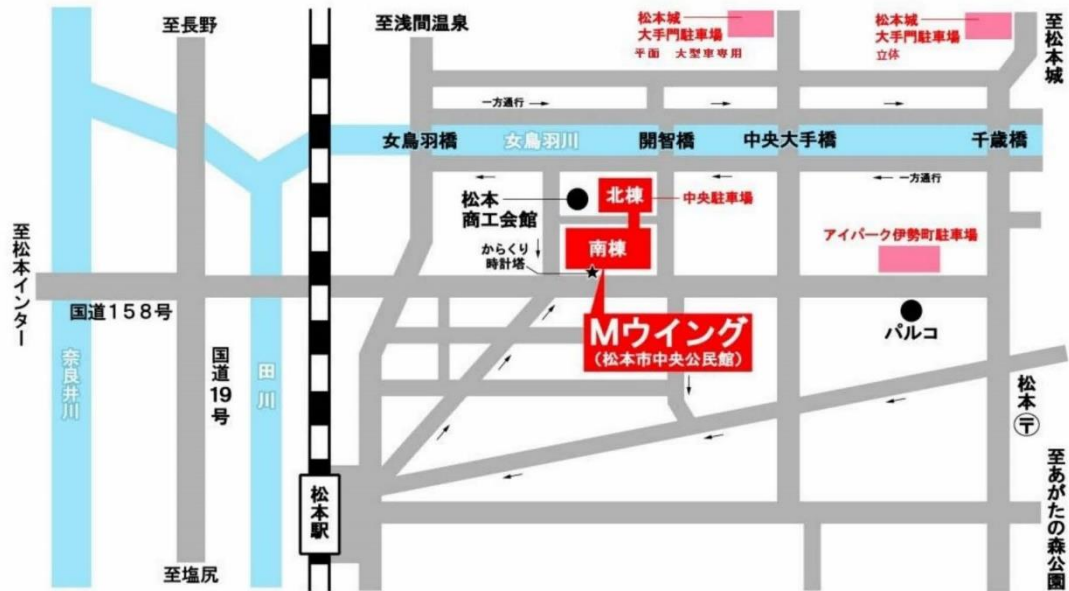 至長野
至浅間温泉
松本城
大手門駐車場
平面　大型車専用
松本城
大手門駐車場
立体
至松本城
一方通行
女鳥羽橋
女鳥羽川
開智橋
中央大手橋
千歳橋
一方通行
松本
商工会館
北棟
中央駐車場
からくり
時計塔
南棟
アイパーク伊勢町駐車場
至松本インター
国道158号
Mウイング
(松本市中央公民館)
パルコ
奈良井川
国道19号
田川
松本〒
松本駅
至塩尻
至あがたの森公園